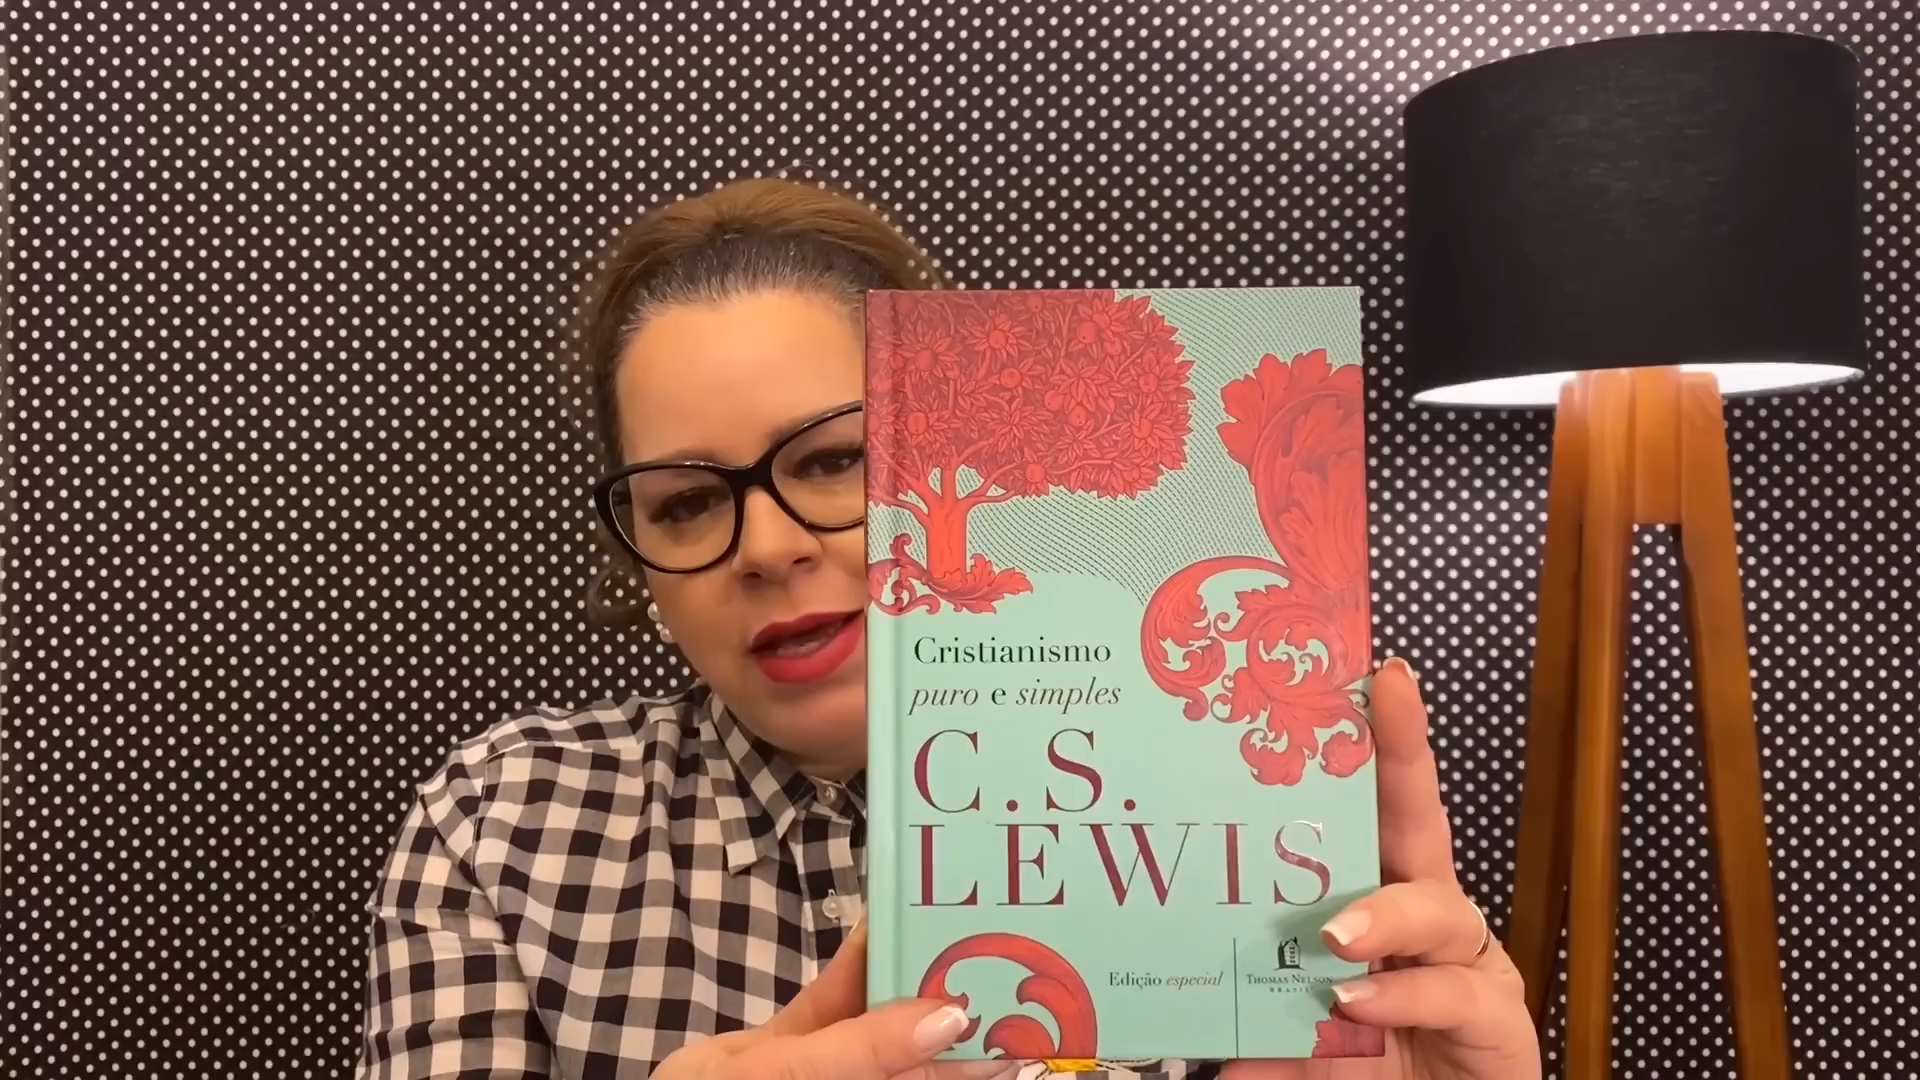 Cristianismo
puro e simples
C.S.
LEWIS
Edição especial
THOMAS NELSON
BRASIL